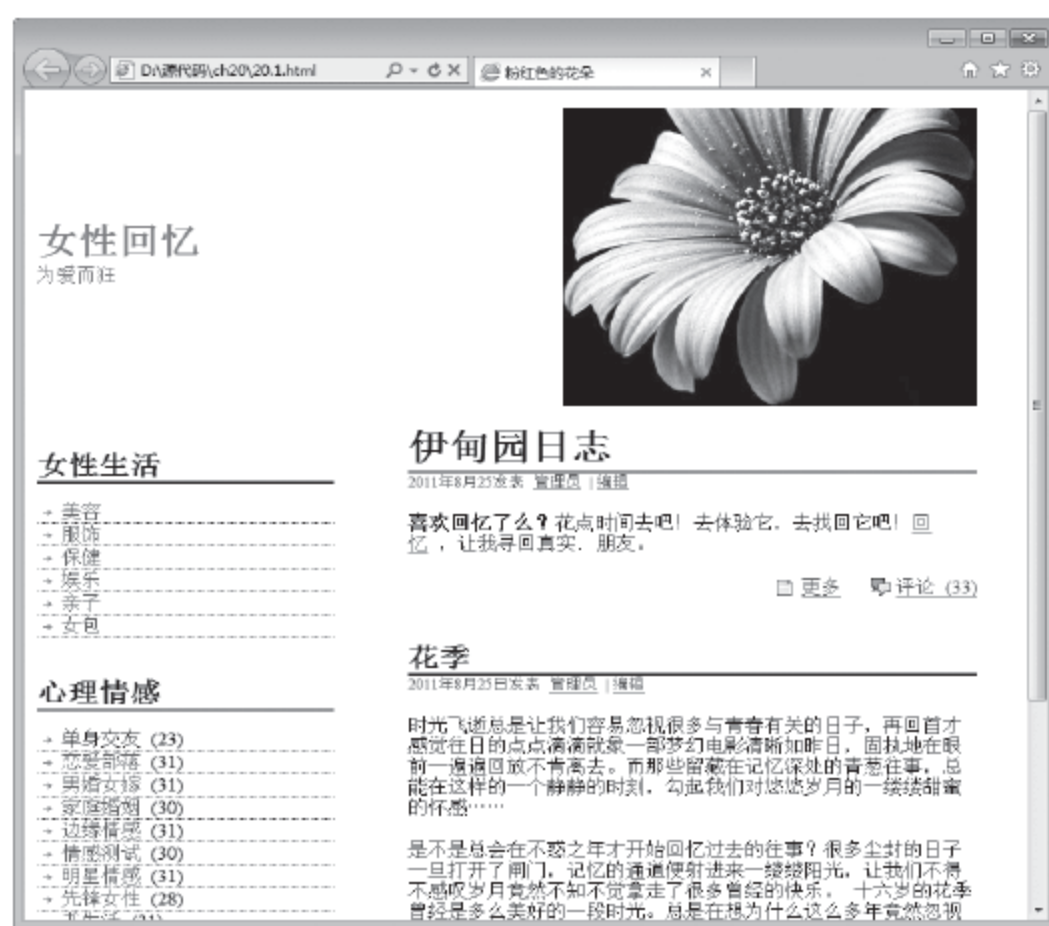 D:\源代码\ch20\20.1.html
粉红色的花朵
女性回忆
为爱而狂
女性生活
美容
服饰
保健
娱乐
亲子
女包
心理情感
单身交友 (23)
恋爱部落 (31)
男婚女嫁 (31)
家庭婚姻 (30)
边缘情感 (31)
情感测试 (30)
明星情感 (31)
先锋女性 (28)
伊甸园日志
2011年8月25发表 管理员 | 编辑
喜欢回忆了么？花点时间去吧！去体验它，去找回它吧！回
忆 ，让我寻回真实，朋友。
更多 评论 (33)
花季
2011年8月25日发表 管理员 | 编辑
时光飞逝总是让我们容易忽视很多与青春有关的日子，再回首才
感觉往日的点点滴滴就象一部梦幻电影清晰如昨日，固执地在眼
前一遍遍回放不肯离去。而那些留藏在记忆深处的青葱往事，总
能在这样的一个静静的时刻，勾起我们对悠悠岁月的一缕缕甜蜜
的怀感……
是不是总会在不惑之年才开始回忆过去的往事？很多尘封的日子
一旦打开了闸门，记忆的通道便射进来一缕缕阳光，让我们不得
不感叹岁月竟然不知不觉拿走了很多曾经的快乐。 十六岁的花季
曾经是多么美好的一段时光。总是在想为什么这么多年竟然忽视